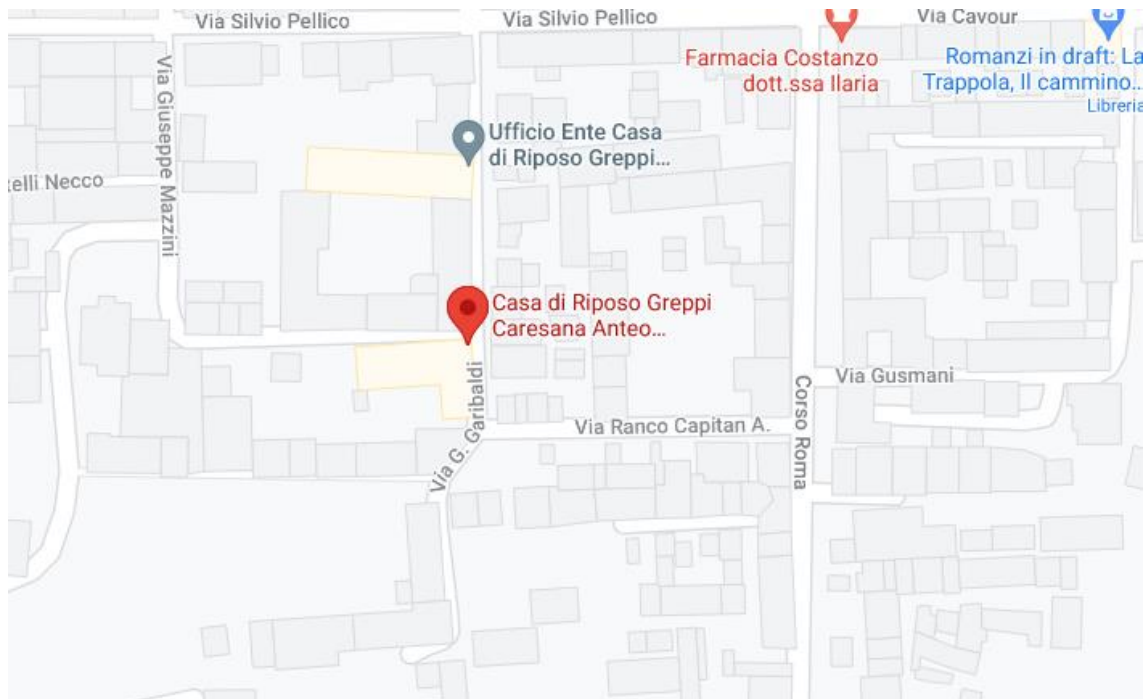 Via Silvio Pellico
Via Silvio Pellico
Via Cavour
Farmacia Costanzo
dott.ssa Ilaria
Romanzi in draft: La
Trappola, Il cammino...
Libreria
Via Giuseppe Mazzini
Ufficio Ente Casa
di Riposo Greppi...
telli Necco
Casa di Riposo Greppi
Caresana Anteo...
Via G. Garibaldi
Via Gusmani
Corso Roma
Via Ranco Capitan A.